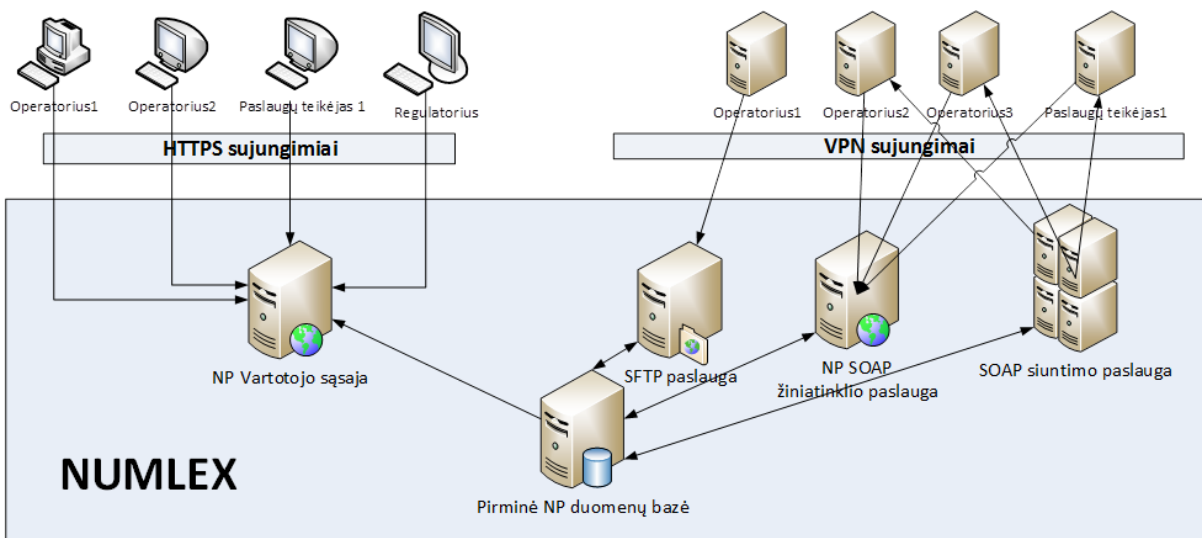 Operatorius1
Operatorius2
Paslaugų teikėjas 1
Regulatorius
Operatorius1
Operatorius2
Operatorius3
Paslaugų teikėjas1
HTTPS sujungimiai
VPN sujungimai
NP Vartotojo sąsaja
SFTP paslauga
NP SOAP
žiniatinklio paslauga
SOAP siuntimo paslauga
NUMLEX
Pirminė NP duomenų bazė